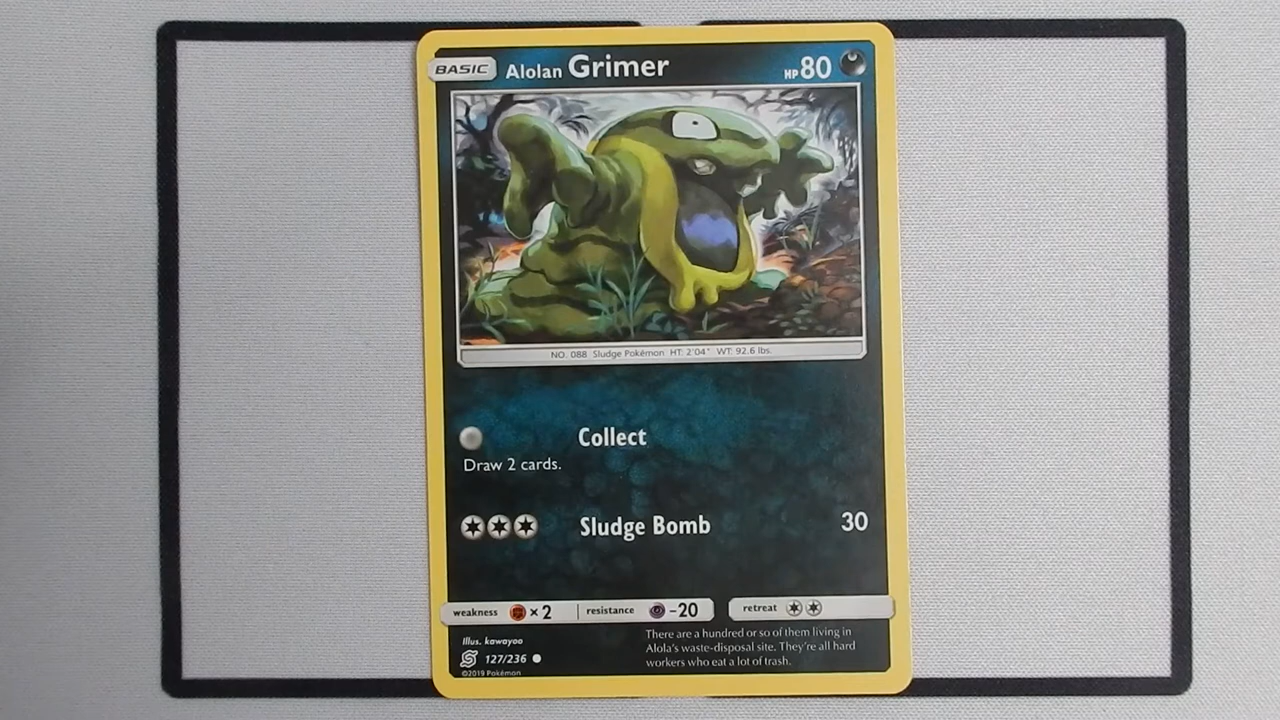 BASIC Alolan Grimer HP 80
NO. 088 Sludge Pokémon HT: 2'04" WT: 92.6 lbs.
Collect
Draw 2 cards.
Sludge Bomb 30
weakness ×2 resistance -20 retreat
Illus. kawayoo
127/236
©2019 Pokémon
There are a hundred or so of them living in
Alola's waste-disposal site. They're all hard
workers who eat a lot of trash.